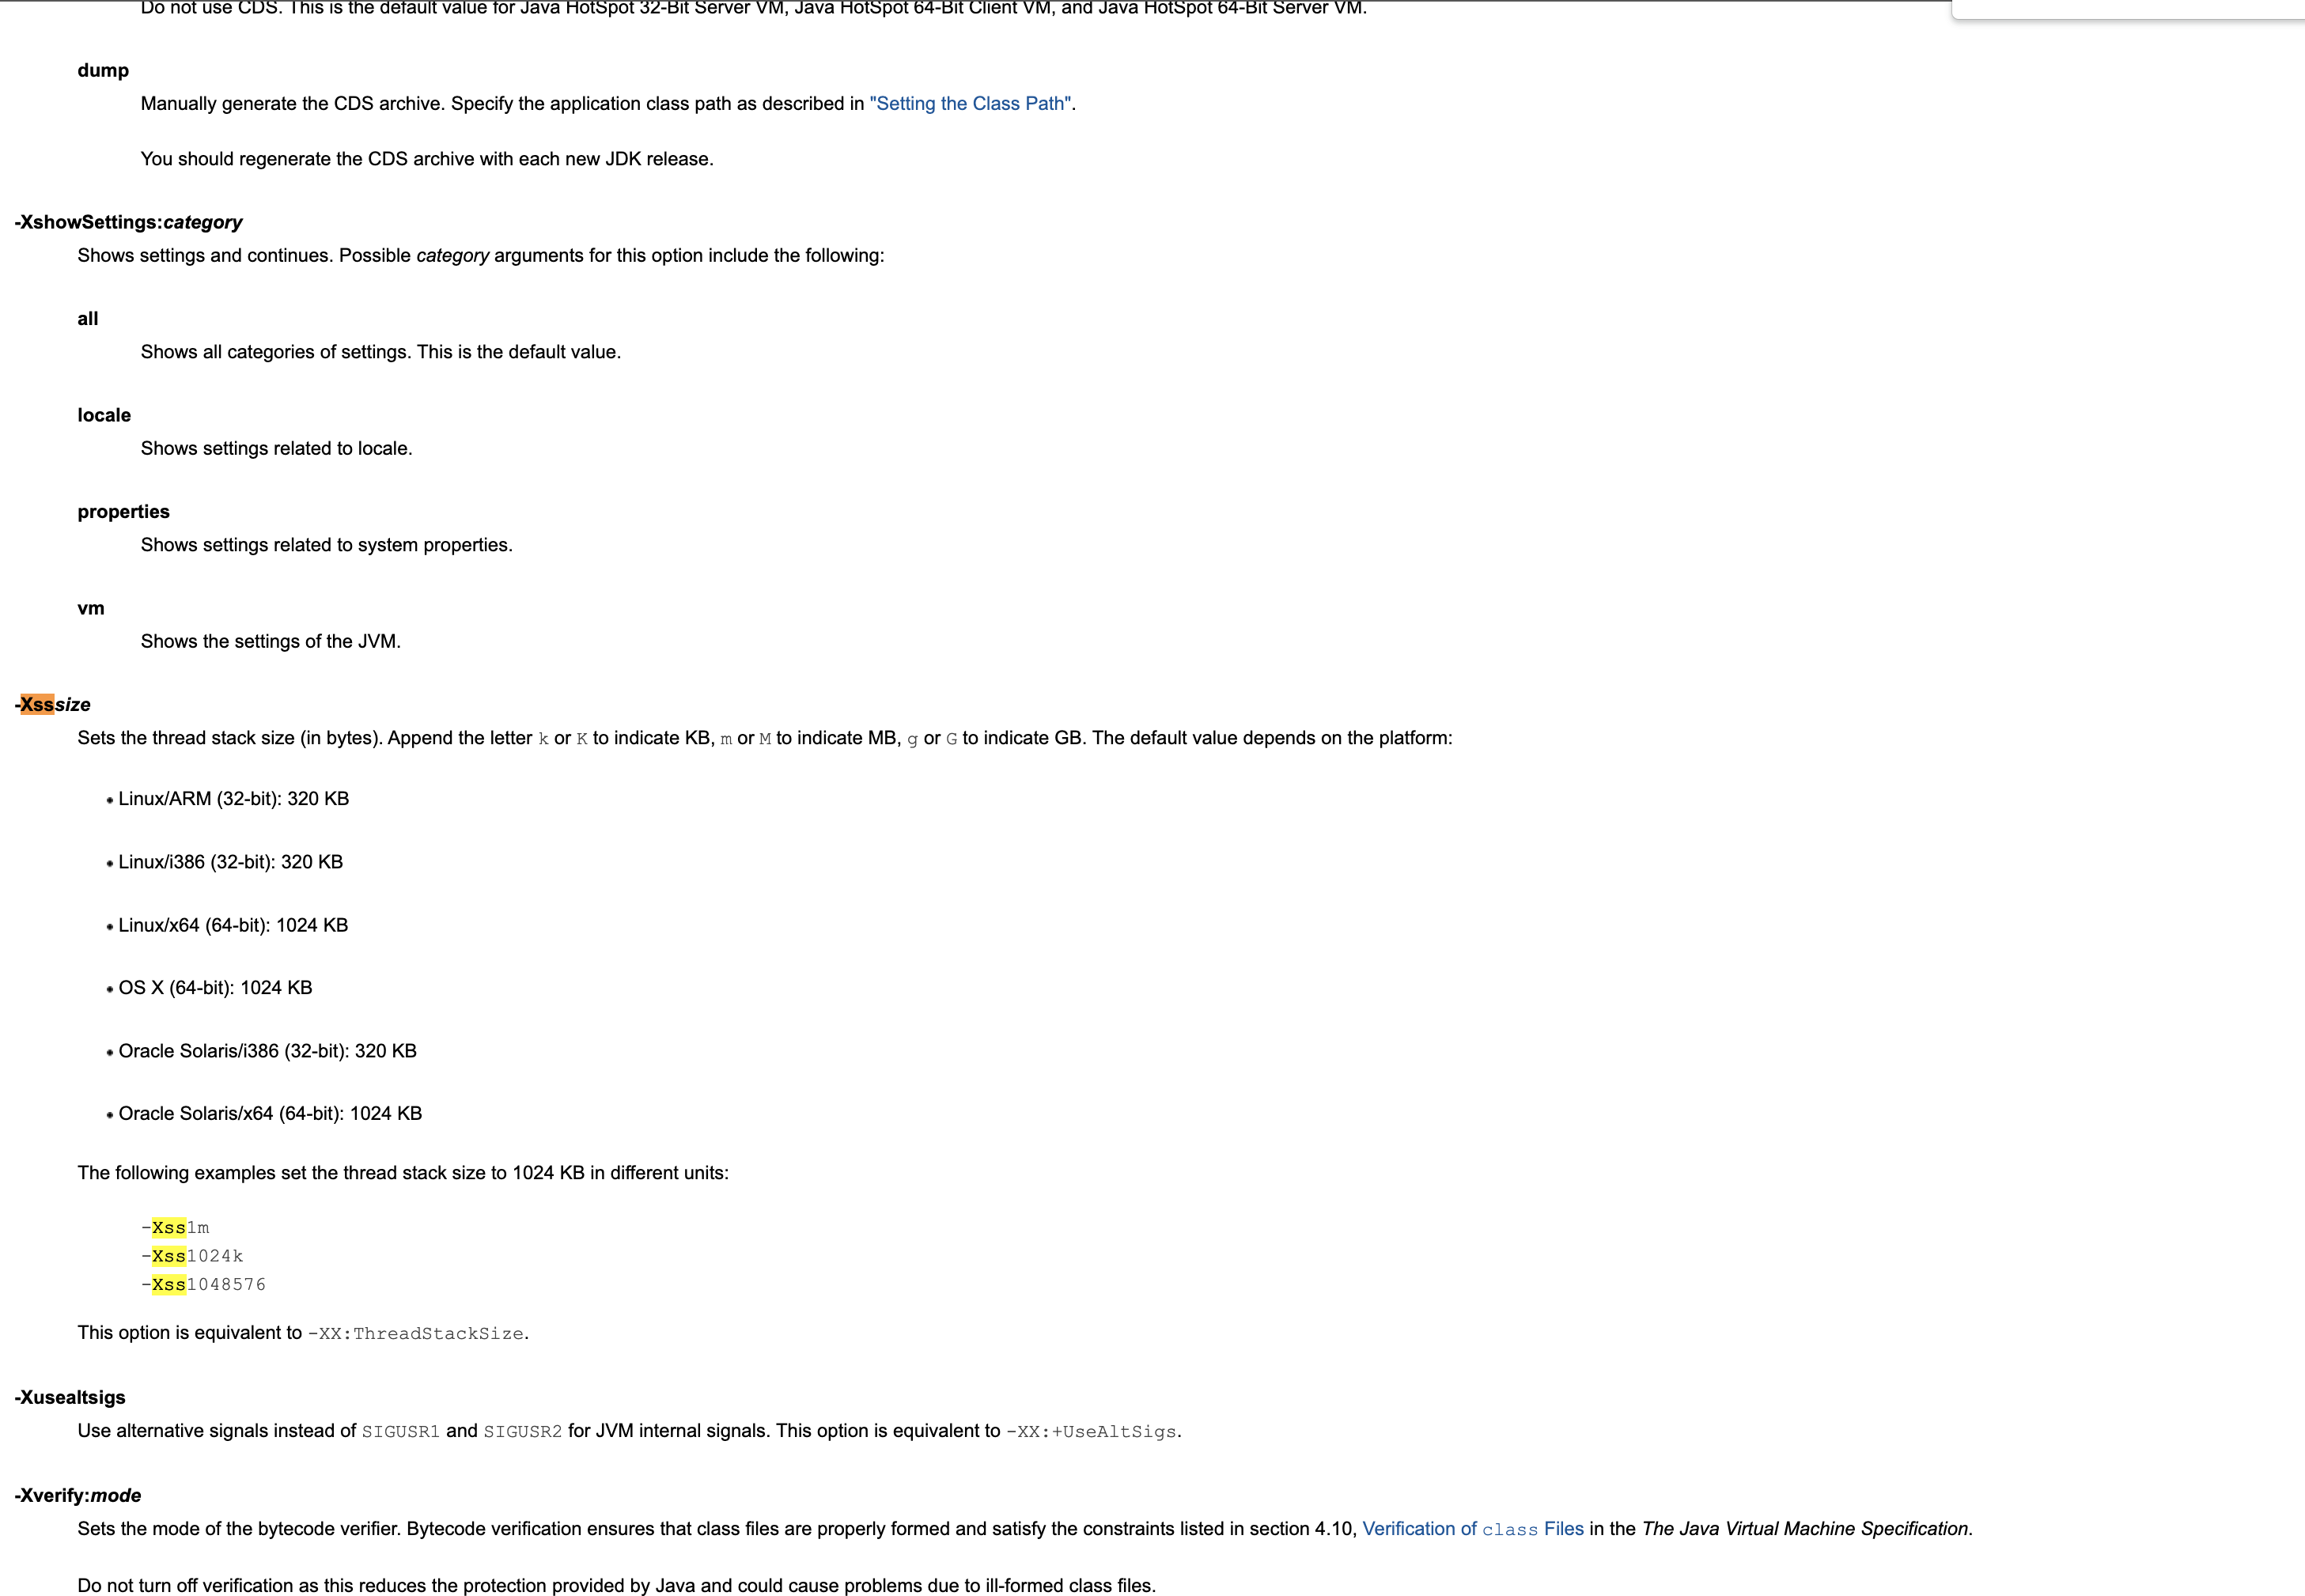 Do not use CDS. This is the default value for Java HotSpot 32-Bit Server VM, Java HotSpot 64-Bit Client VM, and Java HotSpot 64-Bit Server VM.
dump
Manually generate the CDS archive. Specify the application class path as described in "Setting the Class Path".
You should regenerate the CDS archive with each new JDK release.
-XshowSettings:category
Shows settings and continues. Possible category arguments for this option include the following:
all
Shows all categories of settings. This is the default value.
locale
Shows settings related to locale.
properties
Shows settings related to system properties.
vm
Shows the settings of the JVM.
-Xsssize
Sets the thread stack size (in bytes). Append the letter k or K to indicate KB, m or M to indicate MB, g or G to indicate GB. The default value depends on the platform:
• Linux/ARM (32-bit): 320 KB
• Linux/i386 (32-bit): 320 KB
• Linux/x64 (64-bit): 1024 KB
• OS X (64-bit): 1024 KB
• Oracle Solaris/i386 (32-bit): 320 KB
• Oracle Solaris/x64 (64-bit): 1024 KB
The following examples set the thread stack size to 1024 KB in different units:
-Xss1m
-Xss1024k
-Xss1048576
This option is equivalent to -XX:ThreadStackSize.
-Xusealtsigs
Use alternative signals instead of SIGUSR1 and SIGUSR2 for JVM internal signals. This option is equivalent to -XX:+UseAltSigs.
-Xverify:mode
Sets the mode of the bytecode verifier. Bytecode verification ensures that class files are properly formed and satisfy the constraints listed in section 4.10, Verification of class Files in the The Java Virtual Machine Specification.
Do not turn off verification as this reduces the protection provided by Java and could cause problems due to ill-formed class files.